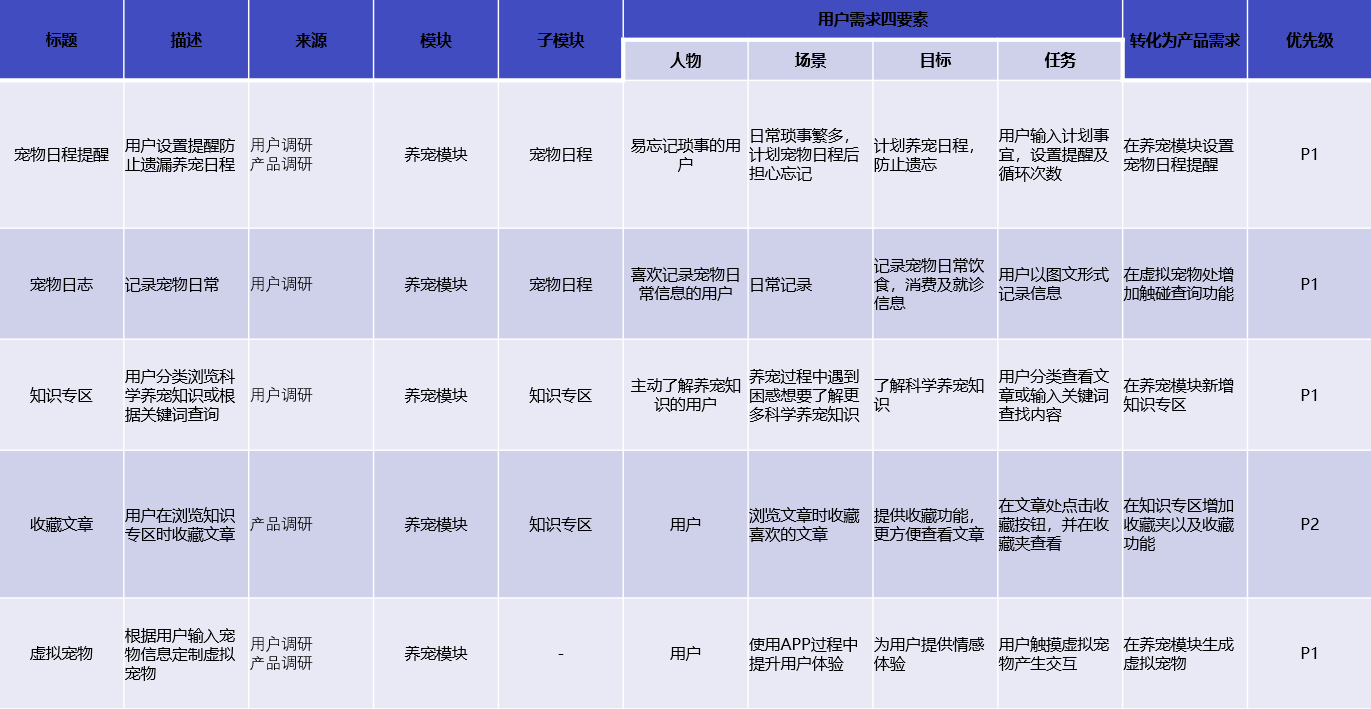 标题
描述
来源
模块
子模块
用户需求四要素
转化为产品需求
优先级
人物
场景
目标
任务
宠物日程提醒
用户设置提醒防
止遗漏养宠日程
用户调研
产品调研
养宠模块
宠物日程
易忘记琐事的用
户
日常琐事繁多，
计划宠物日程后
担心忘记
计划养宠日程，
防止遗忘
用户输入计划事
宜，设置提醒及
循环次数
在养宠模块设置
宠物日程提醒
P1
宠物日志
记录宠物日常
用户调研
养宠模块
宠物日程
喜欢记录宠物日
常信息的用户
日常记录
记录宠物日常饮
食，消费及就诊
信息
用户以图文形式
记录信息
在虚拟宠物处增
加触碰查询功能
P1
知识专区
用户分类浏览科
学养宠知识或根
据关键词查询
用户调研
养宠模块
知识专区
主动了解养宠知
识的用户
养宠过程中遇到
困惑想要了解更
多科学养宠知识
了解科学养宠知
识
用户分类查看文
章或输入关键词
查找内容
在养宠模块新增
知识专区
P1
收藏文章
用户在浏览知识
专区时收藏文章
产品调研
养宠模块
知识专区
用户
浏览文章时收藏
喜欢的文章
提供收藏功能，
更方便查看文章
在文章处点击收
藏按钮，并在收
藏夹查看
在知识专区增加
收藏夹以及收藏
功能
P2
虚拟宠物
根据用户输入宠
物信息定制虚拟
宠物
用户调研
产品调研
养宠模块
-
用户
使用APP过程中
提升用户体验
为用户提供情感
体验
用户触摸虚拟宠
物产生交互
在养宠模块生成
虚拟宠物
P1